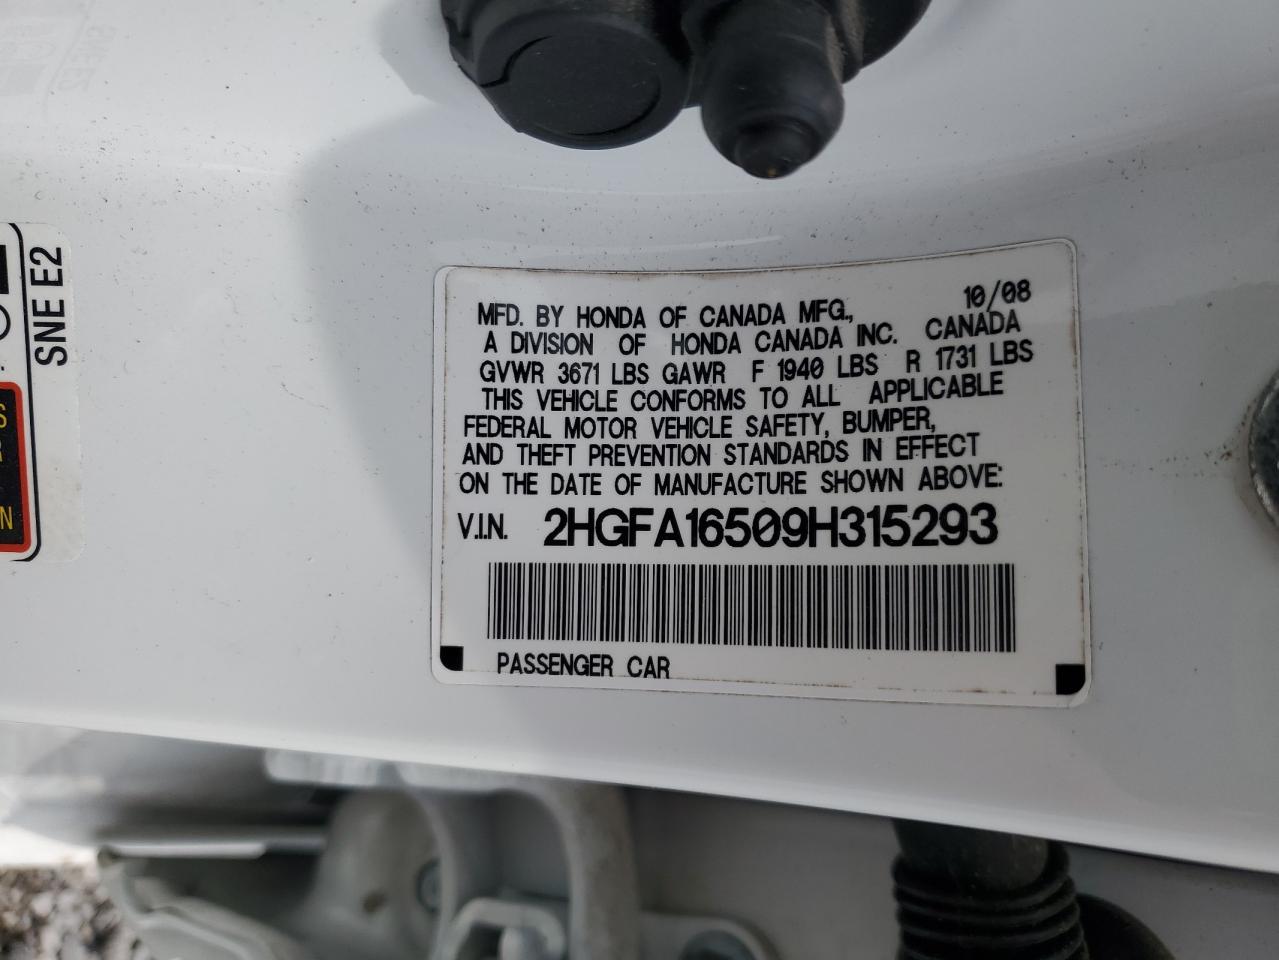 10/08
MFD. BY HONDA OF CANADA MFG.,
A DIVISION OF HONDA CANADA INC. CANADA
GVWR 3671 LBS GAWR F 1940 LBS R 1731 LBS
THIS VEHICLE CONFORMS TO ALL APPLICABLE
FEDERAL MOTOR VEHICLE SAFETY, BUMPER,
AND THEFT PREVENTION STANDARDS IN EFFECT
ON THE DATE OF MANUFACTURE SHOWN ABOVE:
V.I.N. 2HGFA16509H315293
PASSENGER CAR
SNE E2